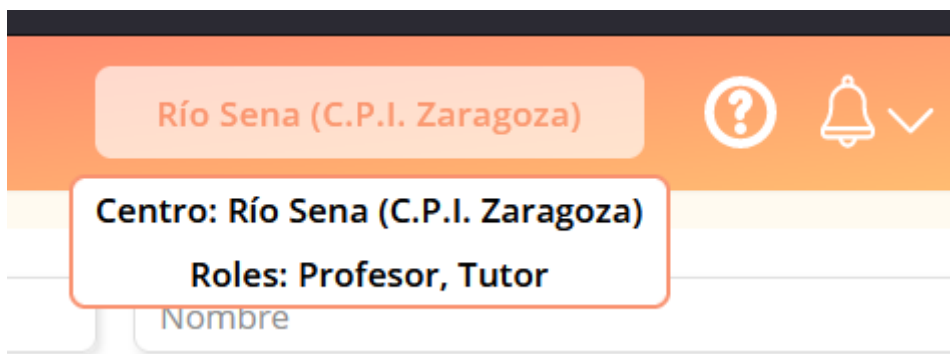 Río Sena (C.P.I. Zaragoza)
Centro: Río Sena (C.P.I. Zaragoza)
Roles: Profesor, Tutor
Nombre